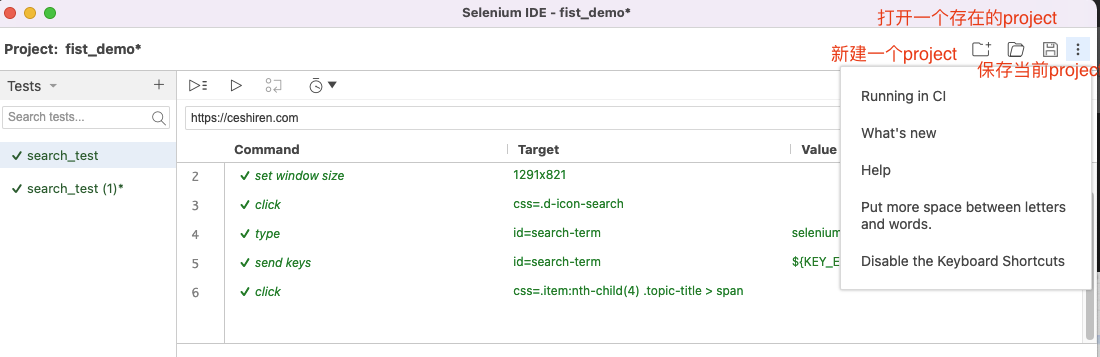 Selenium IDE - fist_demo*
打开一个存在的project
Project: fist_demo*
新建一个project
保存当前projec
Tests
Search tests...
search_test
search_test (1)*
https://ceshiren.com
Command Target Value
2 set window size 1291x821
3 click css=.d-icon-search
4 type id=search-term selenium
5 send keys id=search-term ${KEY_E
6 click css=.item:nth-child(4) .topic-title > span
Running in CI
What's new
Help
Put more space between letters
and words.
Disable the Keyboard Shortcuts